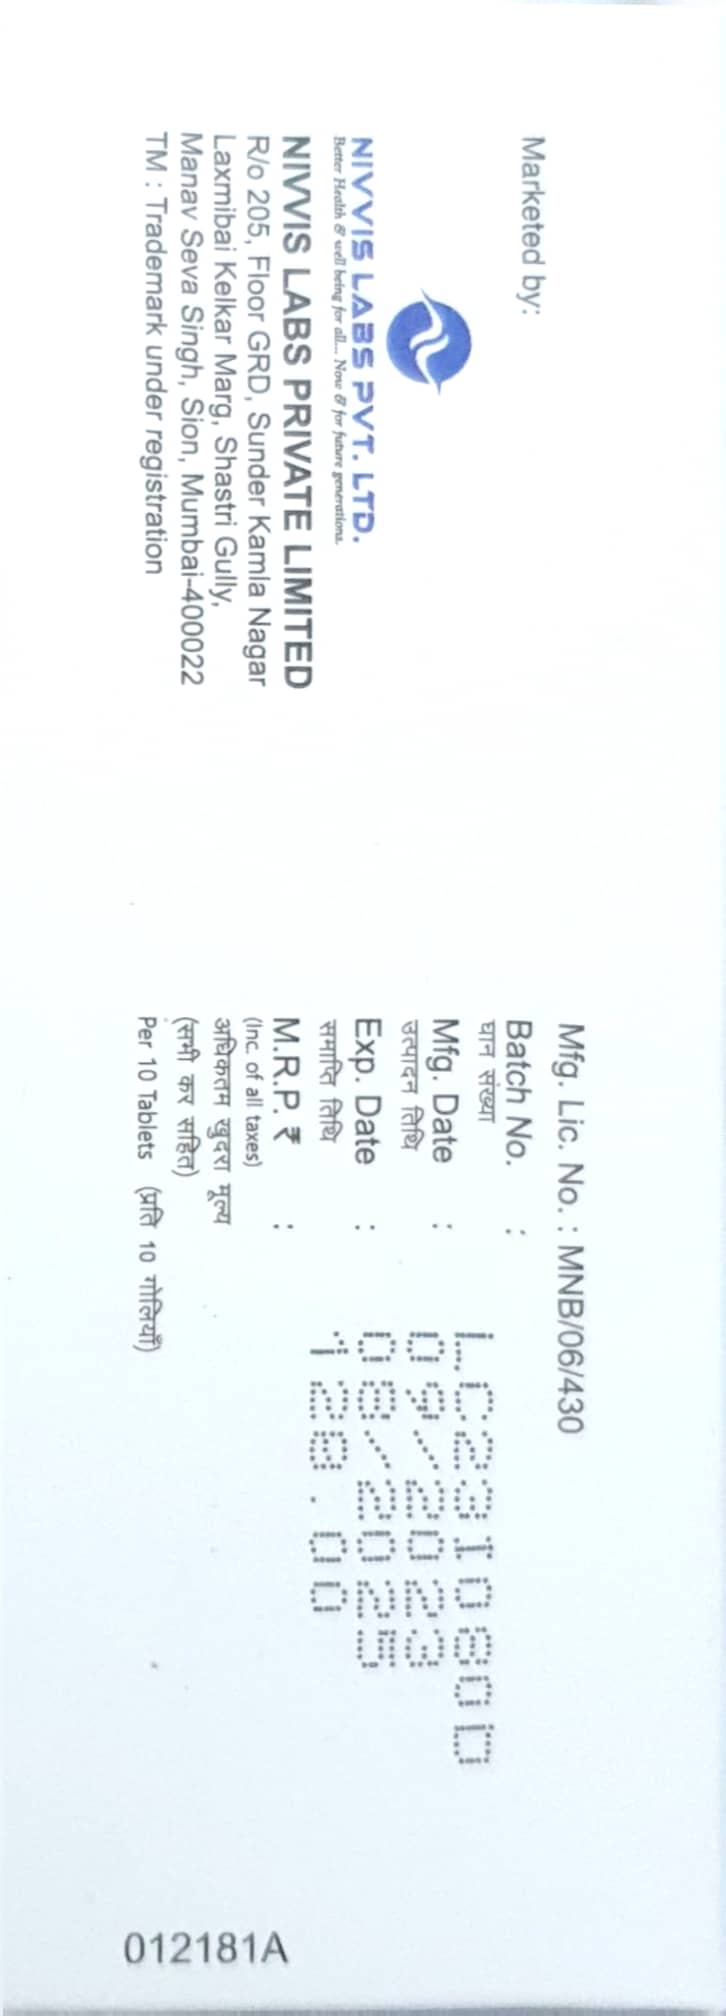 Marketed by:
NIVVIS LABS PVT. LTD.
Better Health & well being for all... Now & for future generations.
NIVVIS LABS PRIVATE LIMITED
R/o 205, Floor GRD, Sunder Kamla Nagar
Laxmibai Kelkar Marg, Shastri Gully,
Manav Seva Singh, Sion, Mumbai-400022
TM : Trademark under registration
Mfg. Lic. No. : MNB/06/430
Batch No. :
घान संख्या
LC23I080D
Mfg. Date : 09/2023
उत्पादन तिथि
Exp. Date : 08/2025
समाप्ति तिथि
128.00
M.R.P. ₹ :
(Inc. of all taxes)
अधिकतम खुदरा मूल्य
(सभी कर सहित)
Per 10 Tablets (प्रति 10 गोलियाँ)
012181A